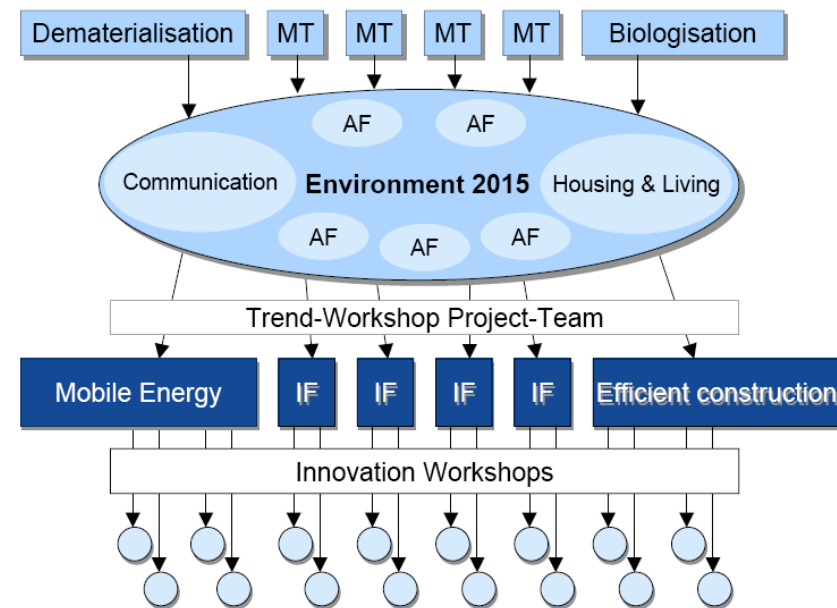 Dematerialisation
MT
MT
MT
MT
Biologisation
AF
AF
Communication
Environment 2015
Housing & Living
AF
AF
AF
Trend-Workshop Project-Team
Mobile Energy
IF
IF
IF
IF
Efficient construction
Innovation Workshops